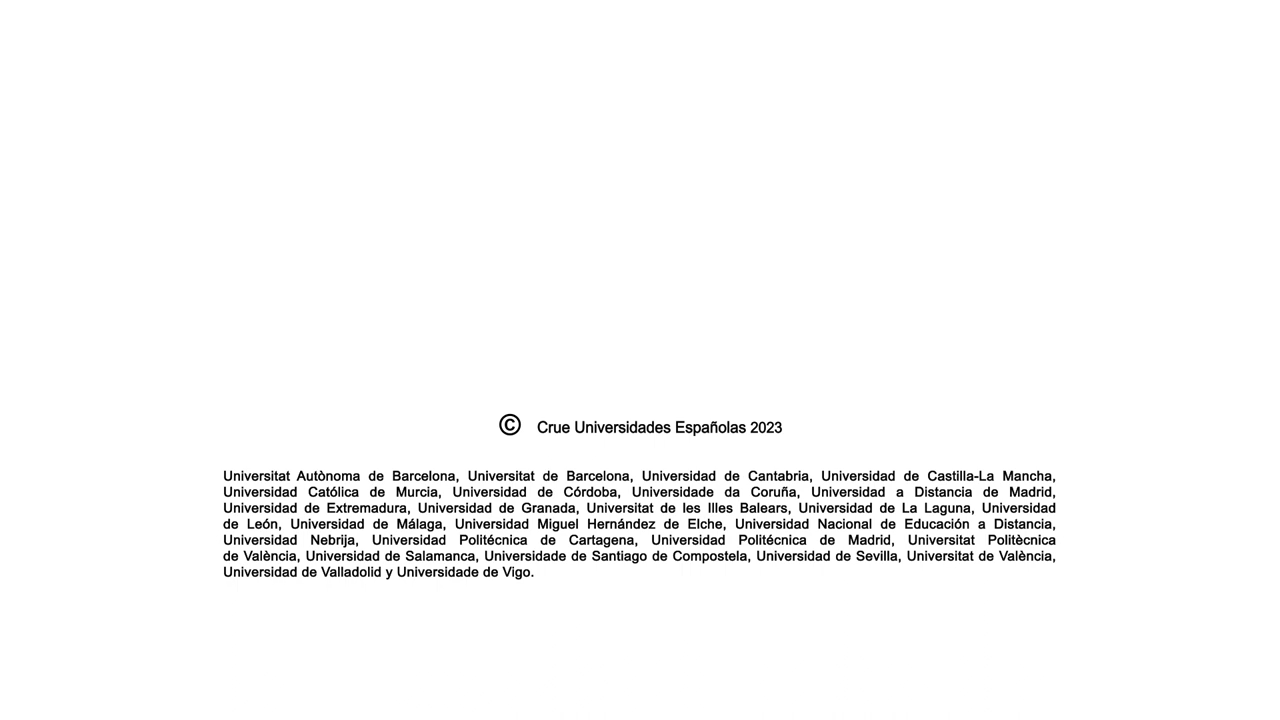 © Crue Universidades Españolas 2023
Universitat Autònoma de Barcelona, Universitat de Barcelona, Universidad de Cantabria, Universidad de Castilla-La Mancha,
Universidad Católica de Murcia, Universidad de Córdoba, Universidade da Coruña, Universidad a Distancia de Madrid,
Universidad de Extremadura, Universidad de Granada, Universitat de les Illes Balears, Universidad de La Laguna, Universidad
de León, Universidad de Málaga, Universidad Miguel Hernández de Elche, Universidad Nacional de Educación a Distancia,
Universidad Nebrija, Universidad Politécnica de Cartagena, Universidad Politécnica de Madrid, Universitat Politècnica
de València, Universidad de Salamanca, Universidade de Santiago de Compostela, Universidad de Sevilla, Universitat de València,
Universidad de Valladolid y Universidade de Vigo.